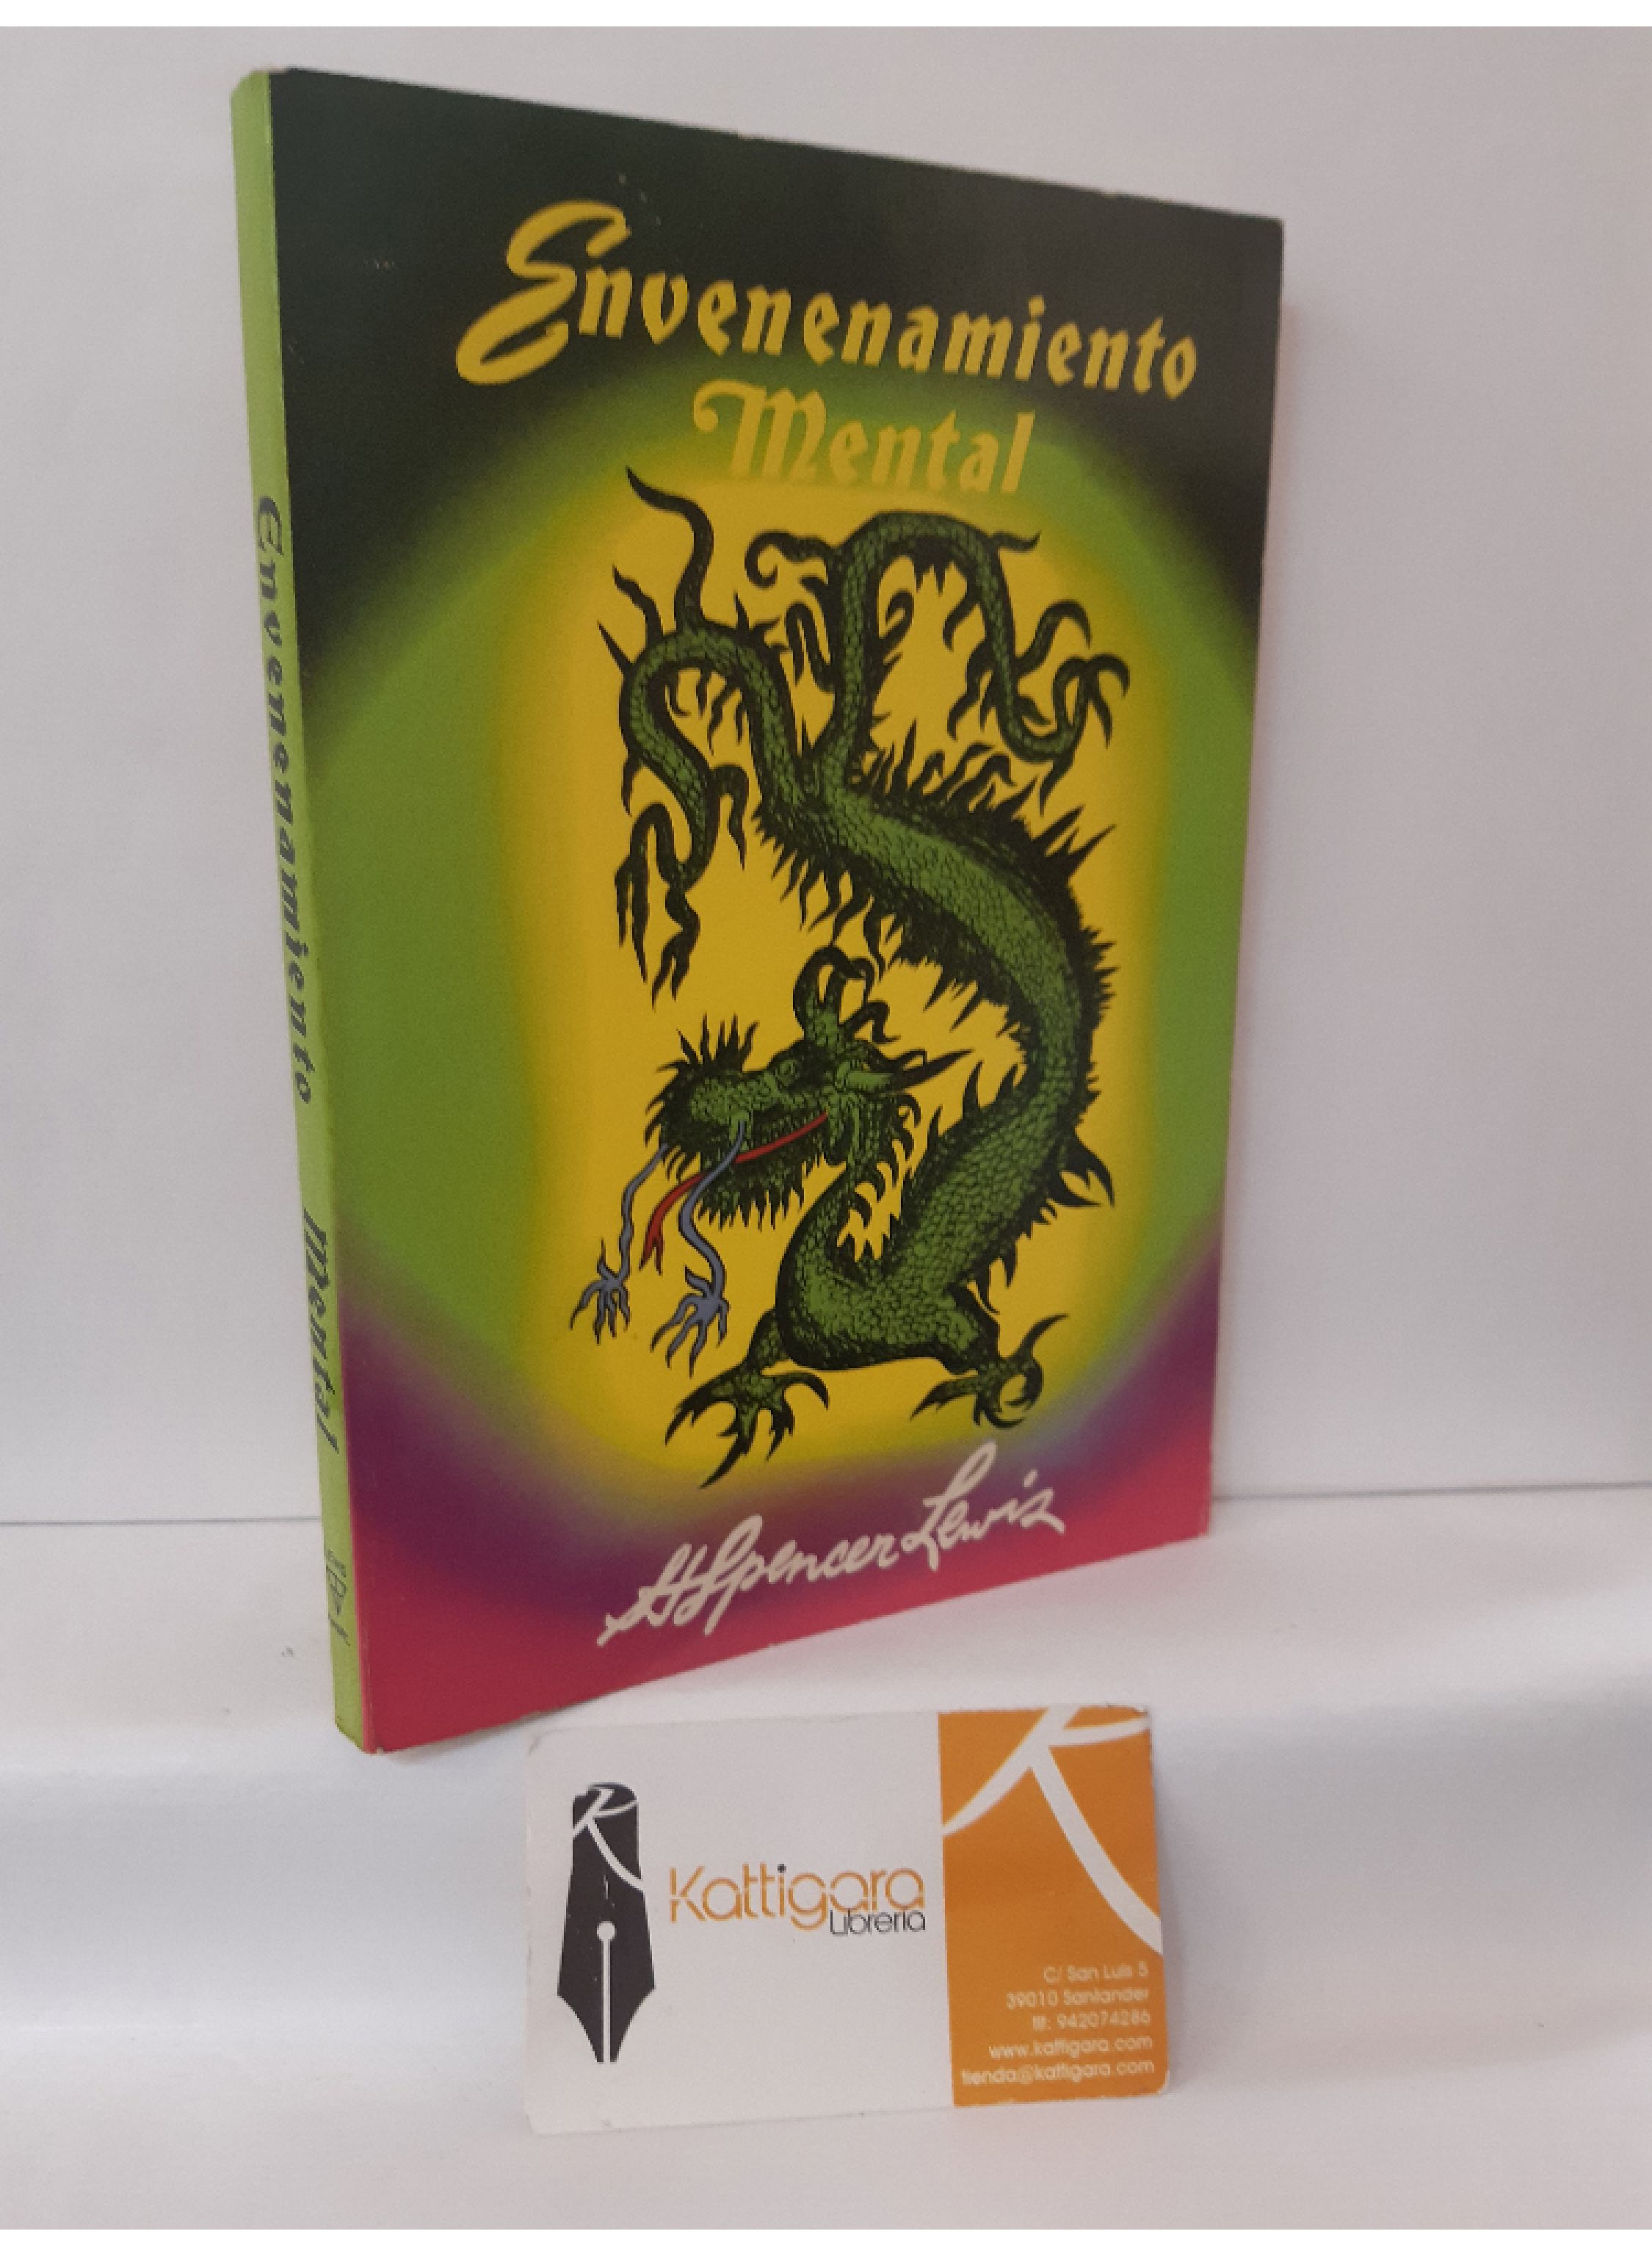 Envenenamiento
Mental
Envenenamiento Mental
H Spencer Lewis
Kattigara
Librería
C/ San Luis 5
39010 Santander
tlf. 942074286
www.kattigara.com
tienda@kattigara.com